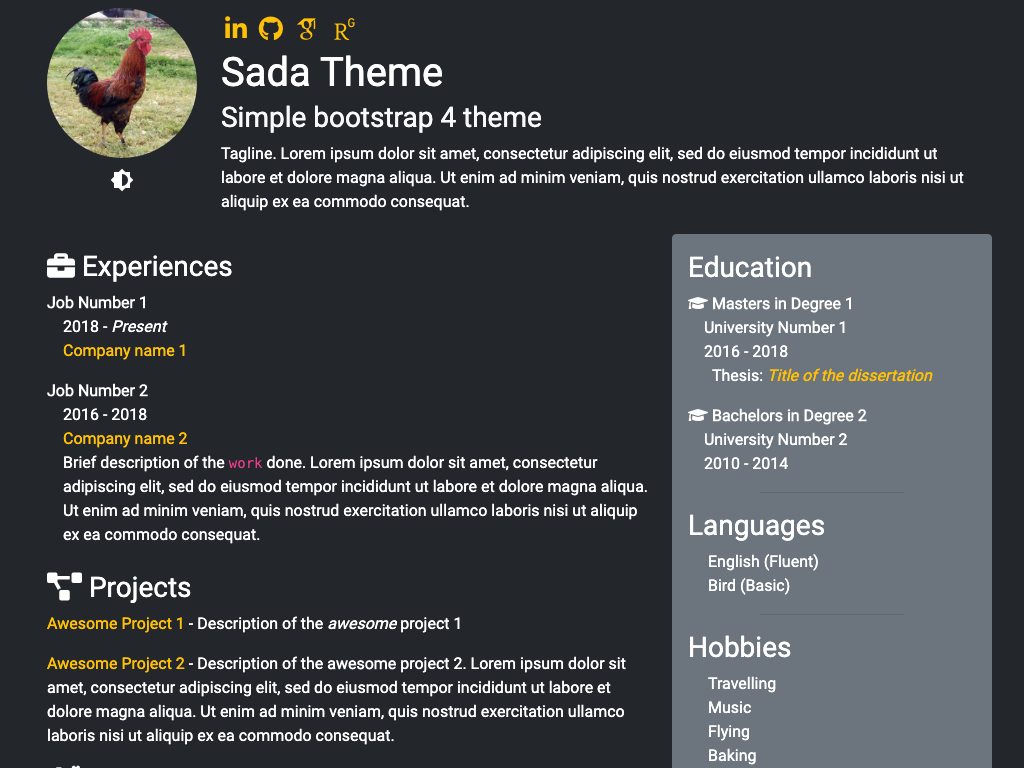 in
R G
Sada Theme
Simple bootstrap 4 theme
Tagline. Lorem ipsum dolor sit amet, consectetur adipiscing elit, sed do eiusmod tempor incididunt ut
labore et dolore magna aliqua. Ut enim ad minim veniam, quis nostrud exercitation ullamco laboris nisi ut
aliquip ex ea commodo consequat.
Experiences
Job Number 1
2018 - Present
Company name 1
Job Number 2
2016 - 2018
Company name 2
Brief description of the work done. Lorem ipsum dolor sit amet, consectetur
adipiscing elit, sed do eiusmod tempor incididunt ut labore et dolore magna aliqua.
Ut enim ad minim veniam, quis nostrud exercitation ullamco laboris nisi ut aliquip
ex ea commodo consequat.
Projects
Awesome Project 1 - Description of the awesome project 1
Awesome Project 2 - Description of the awesome project 2. Lorem ipsum dolor sit
amet, consectetur adipiscing elit, sed do eiusmod tempor incididunt ut labore et
dolore magna aliqua. Ut enim ad minim veniam, quis nostrud exercitation ullamco
laboris nisi ut aliquip ex ea commodo consequat.
Education
Masters in Degree 1
University Number 1
2016 - 2018
Thesis: Title of the dissertation
Bachelors in Degree 2
University Number 2
2010 - 2014
Languages
English (Fluent)
Bird (Basic)
Hobbies
Travelling
Music
Flying
Baking